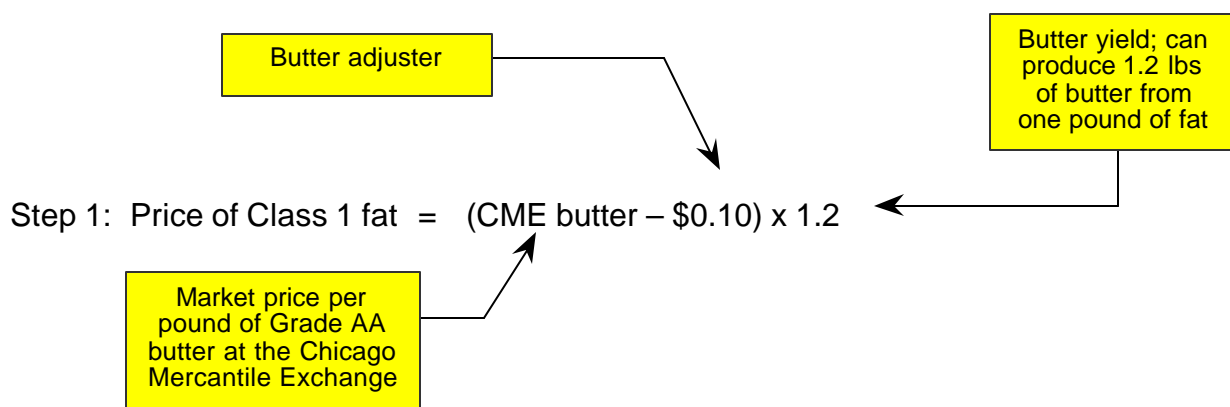 Butter adjuster
Butter yield; can
produce 1.2 lbs
of butter from
one pound of fat
Step 1: Price of Class 1 fat = (CME butter – $0.10) x 1.2
Market price per
pound of Grade AA
butter at the Chicago
Mercantile Exchange